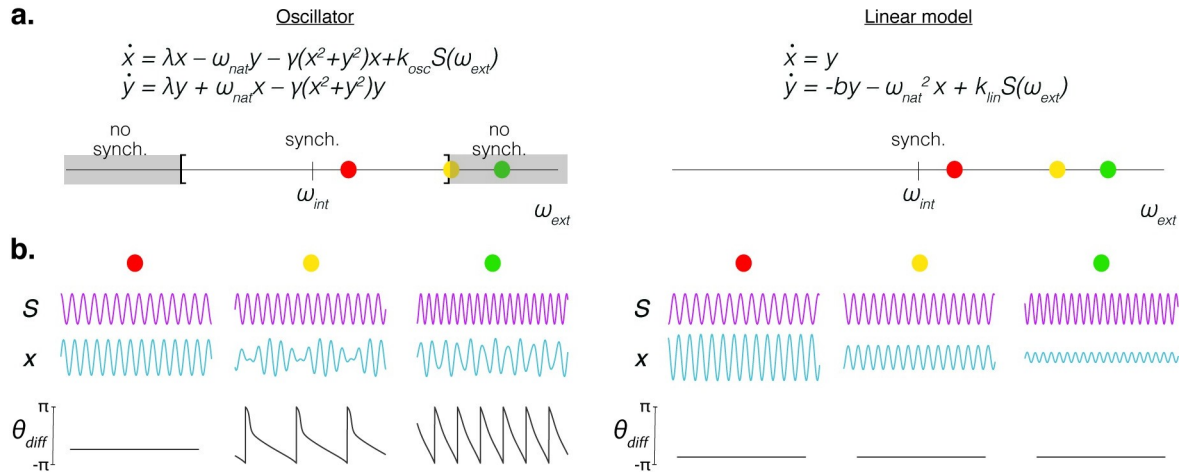 a.
Oscillator
ẋ = λx – ω_nat y – γ(x²+y²)x+k_osc S(ω_ext)
ẏ = λy + ω_nat x – γ(x²+y²)y
no synch.
synch.
no synch.
ω_int
ω_ext
Linear model
ẋ = y
ẏ = -by – ω_nat² x + k_lin S(ω_ext)
synch.
ω_int
ω_ext
b.
S
x
θ_diff
π
-π
θ_diff
π
-π